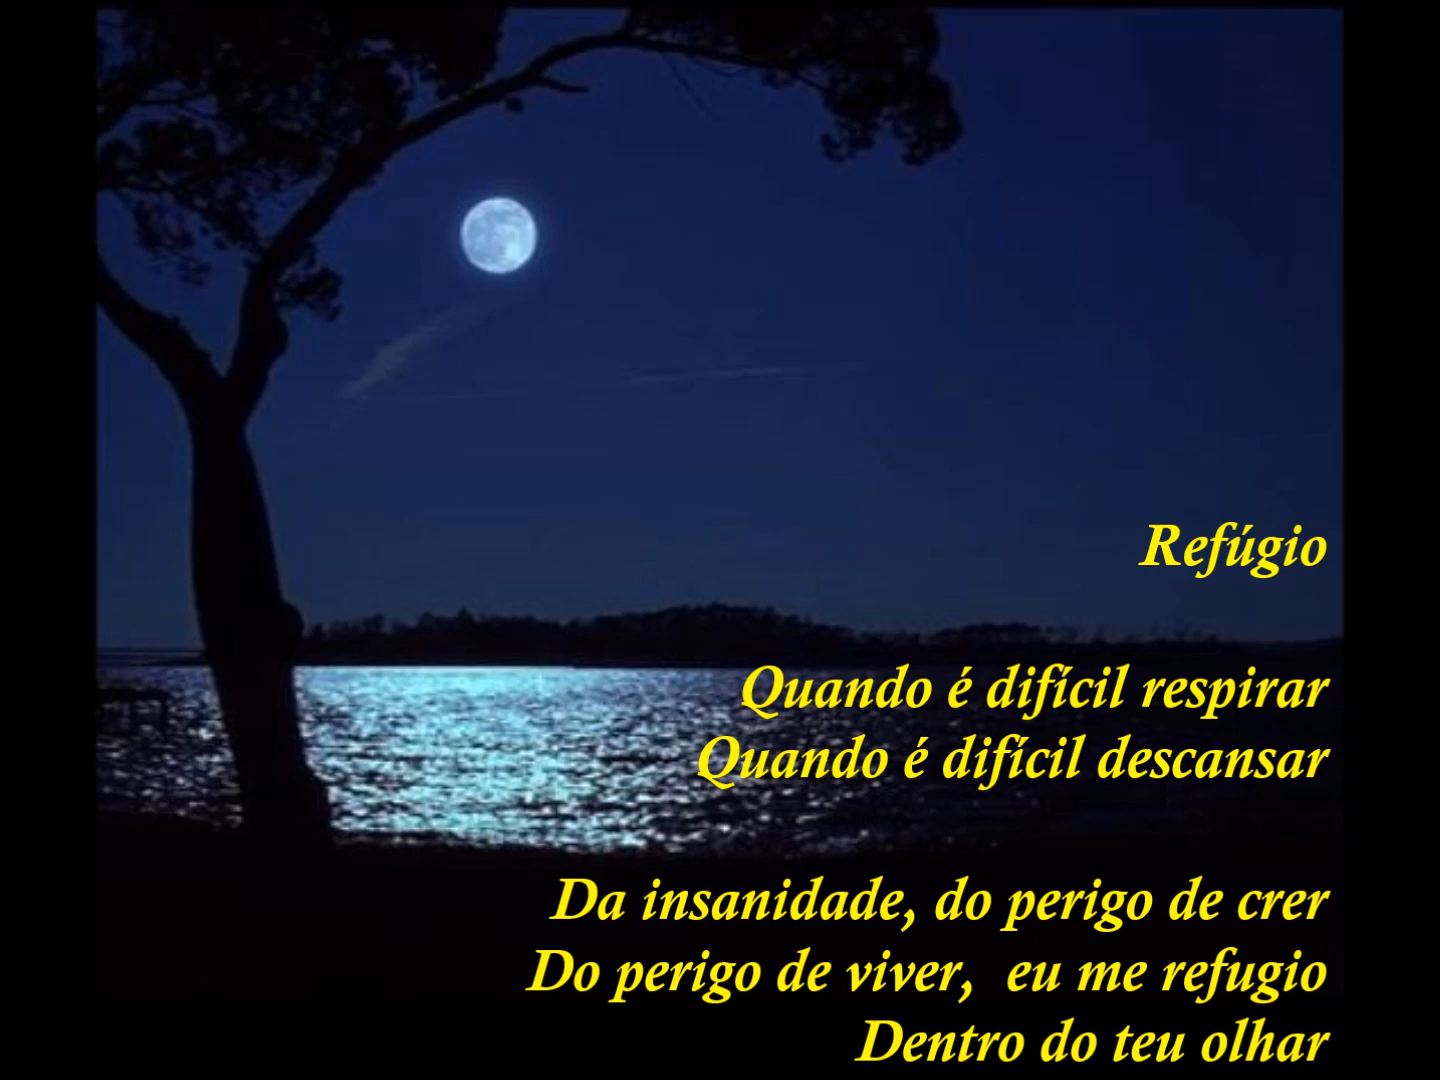 Refúgio
Quando é difícil respirar
Quando é difícil descansar
Da insanidade, do perigo de crer
Do perigo de viver, eu me refugio
Dentro do teu olhar